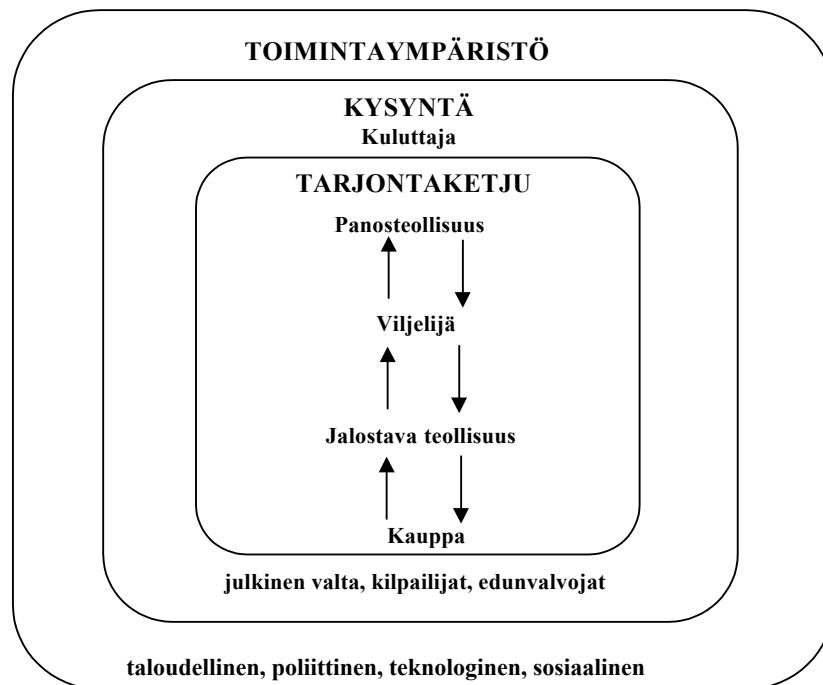 TOIMINTAYMPÄRISTÖ
KYSYNTÄ
Kuluttaja
TARJONTAKETJU
Panosteollisuus
Viljelijä
Jalostava teollisuus
Kauppa
julkinen valta, kilpailijat, edunvalvojat
taloudellinen, poliittinen, teknologinen, sosiaalinen